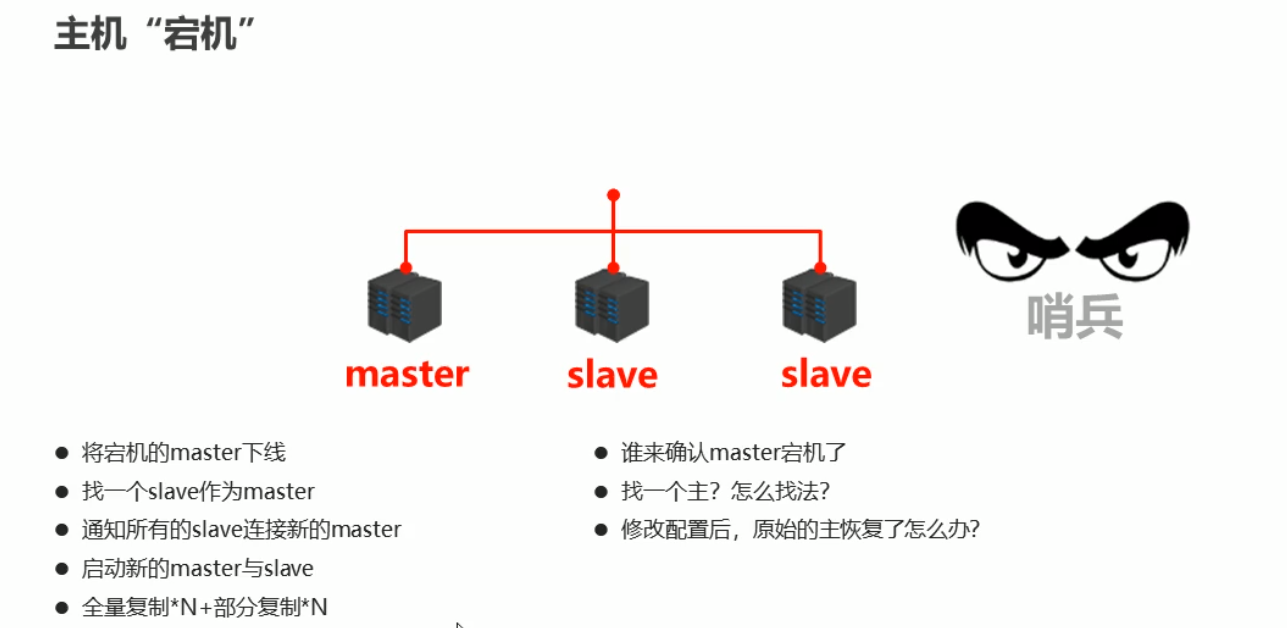 主机“宕机”
哨兵
master
slave
slave
● 将宕机的master下线
● 找一个slave作为master
● 通知所有的slave连接新的master
● 启动新的master与slave
● 全量复制*N+部分复制*N
● 谁来确认master宕机了
● 找一个主？怎么找法？
● 修改配置后，原始的主恢复了怎么办？